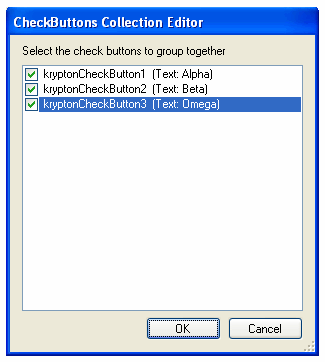 CheckButtons Collection Editor
Select the check buttons to group together
kryptonCheckButton1 (Text: Alpha)
kryptonCheckButton2 (Text: Beta)
kryptonCheckButton3 (Text: Omega)
OK Cancel